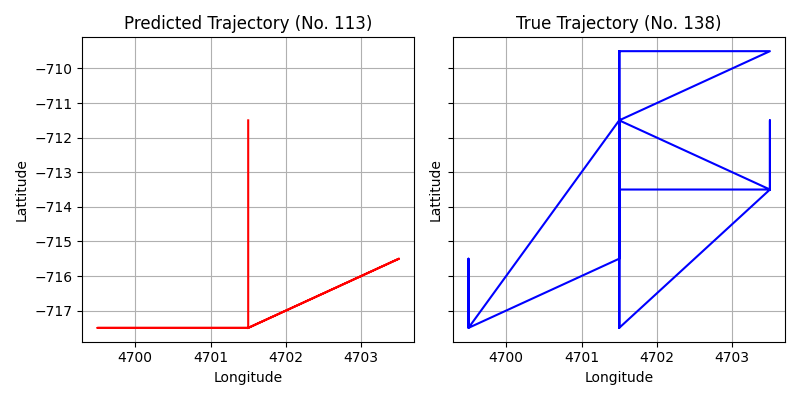 Predicted Trajectory (No. 113)
True Trajectory (No. 138)
−710
−711
−712
−713
−714
−715
−716
−717
Lattitude
Lattitude
4700 4701 4702 4703
4700 4701 4702 4703
Longitude
Longitude